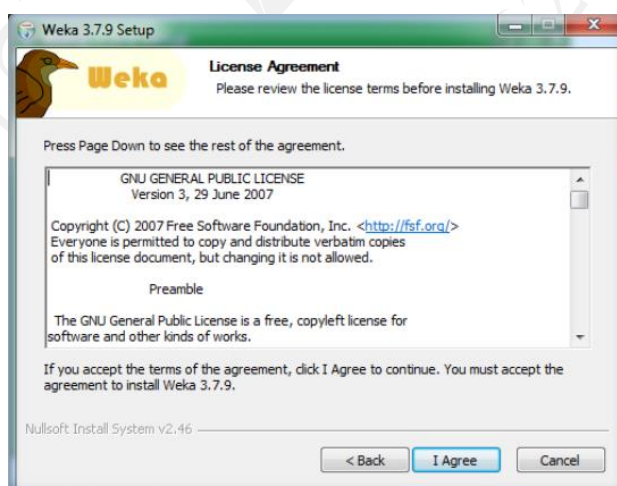 Weka 3.7.9 Setup
Weka
License Agreement
Please review the license terms before installing Weka 3.7.9.
Press Page Down to see the rest of the agreement.
GNU GENERAL PUBLIC LICENSE
Version 3, 29 June 2007
Copyright (C) 2007 Free Software Foundation, Inc. <http://fsf.org/>
Everyone is permitted to copy and distribute verbatim copies
of this license document, but changing it is not allowed.
Preamble
The GNU General Public License is a free, copyleft license for
software and other kinds of works.
If you accept the terms of the agreement, click I Agree to continue. You must accept the
agreement to install Weka 3.7.9.
Nullsoft Install System v2.46
< Back I Agree Cancel